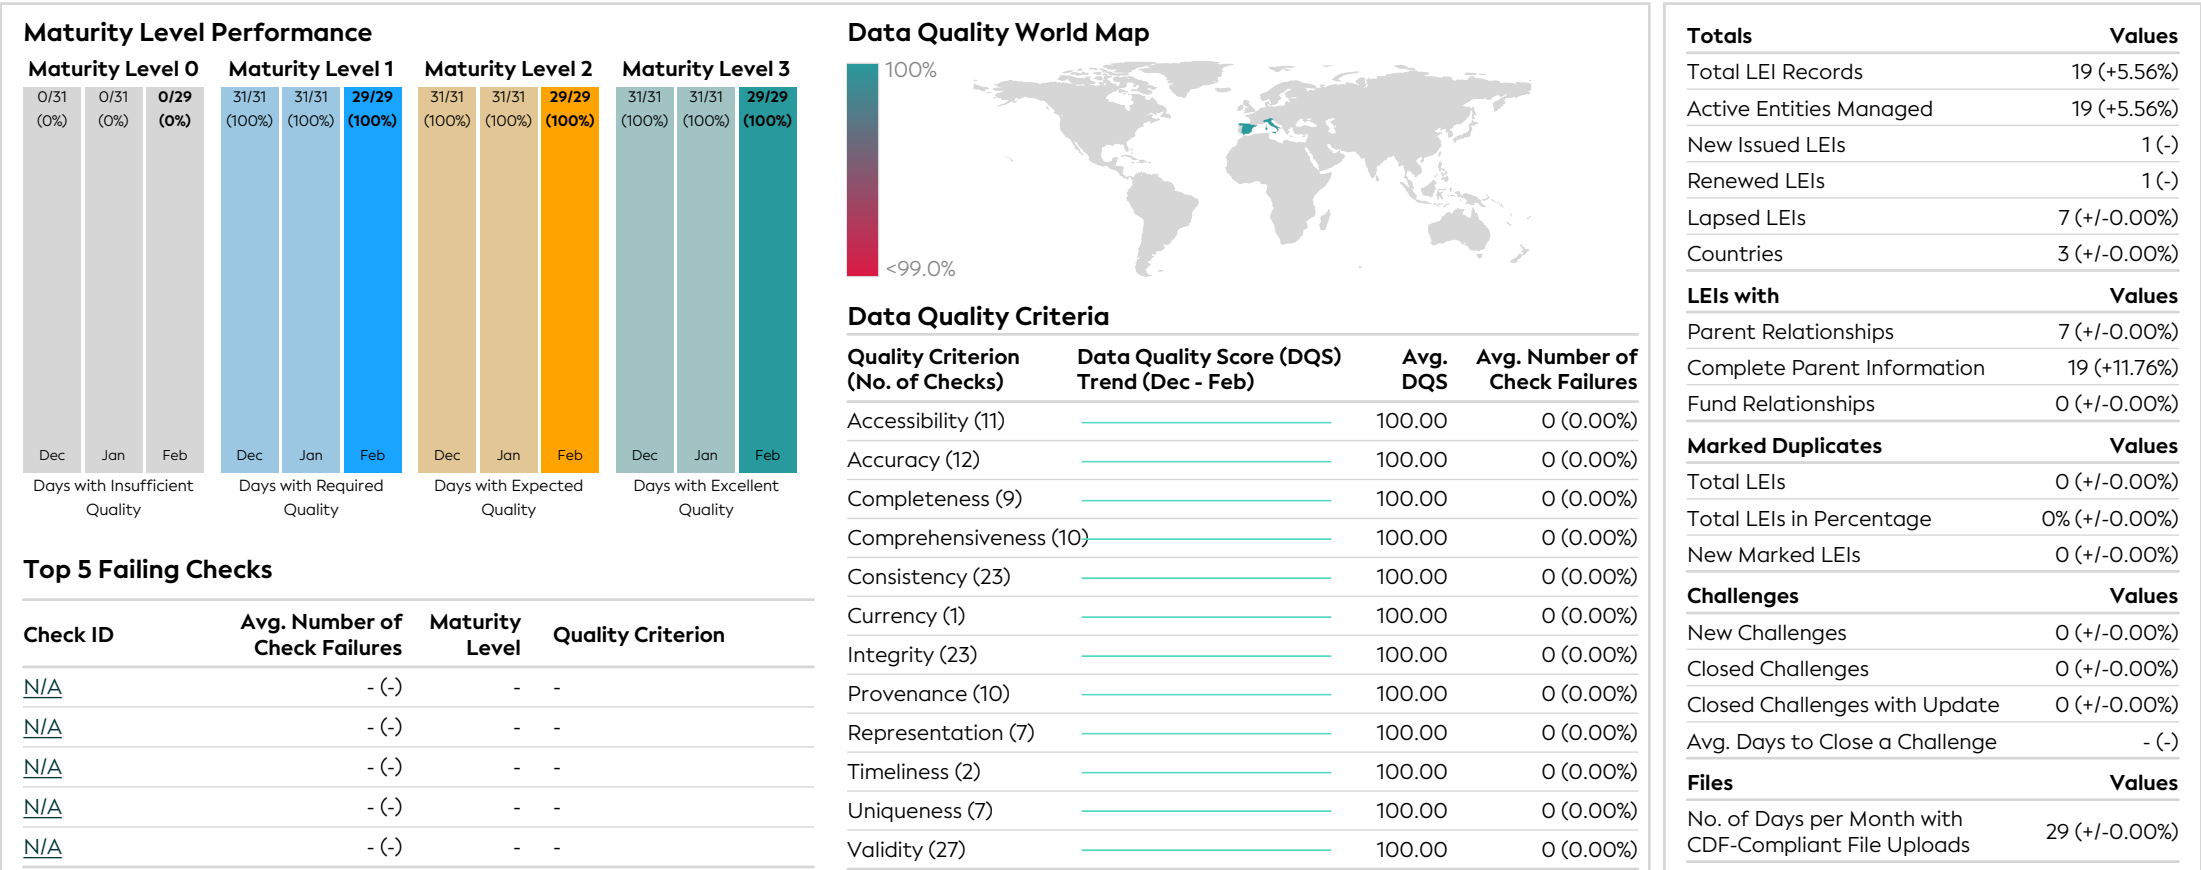 Maturity Level Performance
Maturity Level 0 Maturity Level 1 Maturity Level 2 Maturity Level 3
0/31 0/31 0/29 31/31 31/31 29/29 31/31 31/31 29/29 31/31 31/31 29/29
(0%) (0%) (0%) (100%) (100%) (100%) (100%) (100%) (100%) (100%) (100%) (100%)
Dec Jan Feb Dec Jan Feb Dec Jan Feb Dec Jan Feb
Days with Insufficient Days with Required Days with Expected Days with Excellent
Quality Quality Quality Quality
Top 5 Failing Checks
Avg. Number of Maturity
Check ID Quality Criterion
Check Failures Level
N/A - (-) - -
N/A - (-) - -
N/A - (-) - -
N/A - (-) - -
N/A - (-) - -
Data Quality World Map
100%
<99.0%
Data Quality Criteria
Quality Criterion Data Quality Score (DQS) Avg. Avg. Number of
(No. of Checks) Trend (Dec - Feb) DQS Check Failures
Accessibility (11) 100.00 0 (0.00%)
Accuracy (12) 100.00 0 (0.00%)
Completeness (9) 100.00 0 (0.00%)
Comprehensiveness (10) 100.00 0 (0.00%)
Consistency (23) 100.00 0 (0.00%)
Currency (1) 100.00 0 (0.00%)
Integrity (23) 100.00 0 (0.00%)
Provenance (10) 100.00 0 (0.00%)
Representation (7) 100.00 0 (0.00%)
Timeliness (2) 100.00 0 (0.00%)
Uniqueness (7) 100.00 0 (0.00%)
Validity (27) 100.00 0 (0.00%)
Totals Values
Total LEI Records 19 (+5.56%)
Active Entities Managed 19 (+5.56%)
New Issued LEIs 1 (-)
Renewed LEIs 1 (-)
Lapsed LEIs 7 (+/-0.00%)
Countries 3 (+/-0.00%)
LEIs with Values
Parent Relationships 7 (+/-0.00%)
Complete Parent Information 19 (+11.76%)
Fund Relationships 0 (+/-0.00%)
Marked Duplicates Values
Total LEIs 0 (+/-0.00%)
Total LEIs in Percentage 0% (+/-0.00%)
New Marked LEIs 0 (+/-0.00%)
Challenges Values
New Challenges 0 (+/-0.00%)
Closed Challenges 0 (+/-0.00%)
Closed Challenges with Update 0 (+/-0.00%)
Avg. Days to Close a Challenge - (-)
Files Values
No. of Days per Month with
CDF-Compliant File Uploads 29 (+/-0.00%)